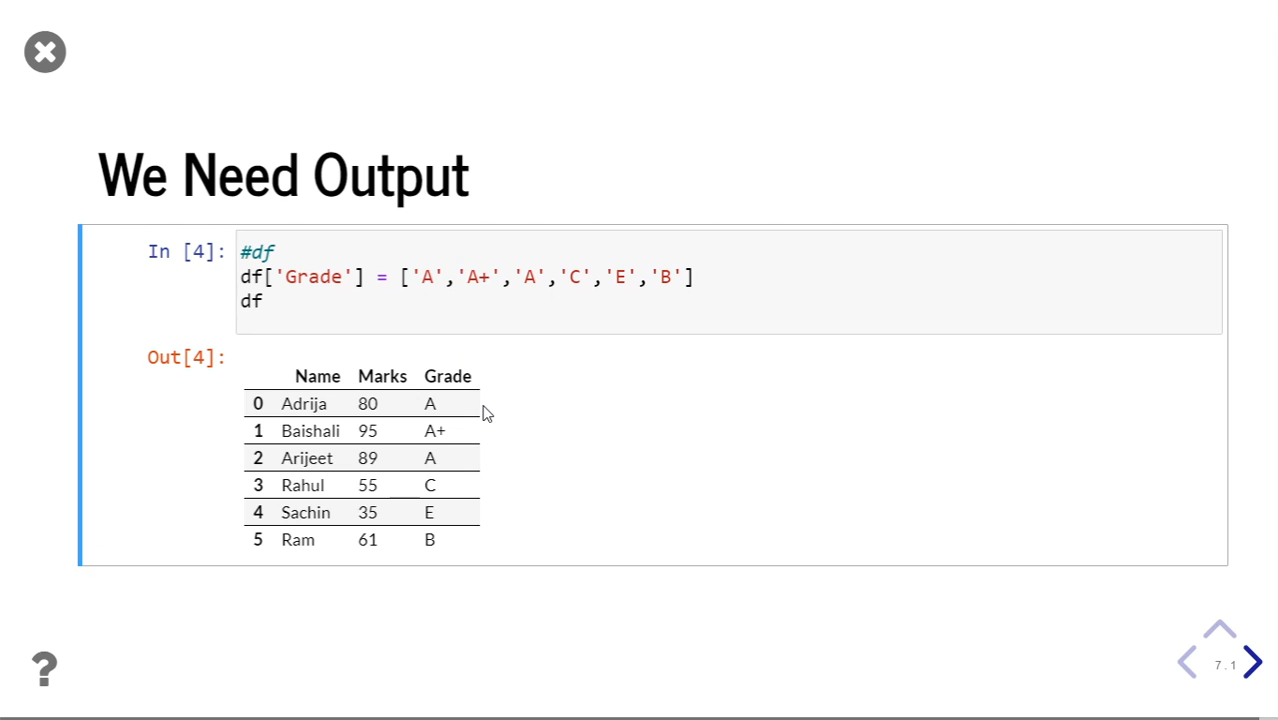 We Need Output
In [4]: #df
df['Grade'] = ['A','A+','A','C','E','B']
df
Out[4]:
Name Marks Grade
0 Adrija 80 A
1 Baishali 95 A+
2 Arijeet 89 A
3 Rahul 55 C
4 Sachin 35 E
5 Ram 61 B
?
7.1